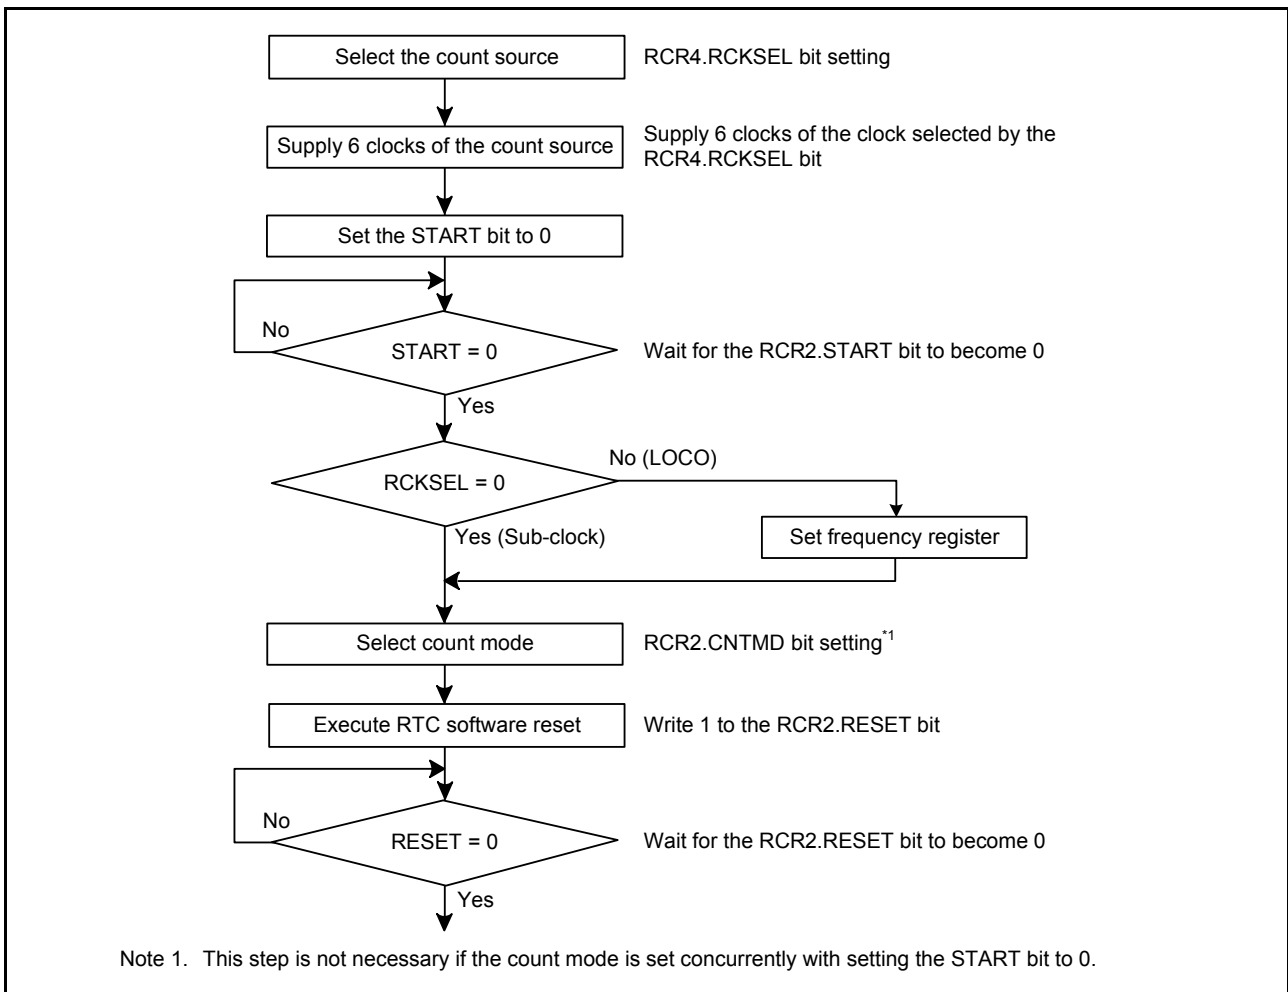 Select the count source
RCR4.RCKSEL bit setting
Supply 6 clocks of the count source
Supply 6 clocks of the clock selected by the
RCR4.RCKSEL bit
Set the START bit to 0
No
START = 0
Wait for the RCR2.START bit to become 0
Yes
No (LOCO)
RCKSEL = 0
Yes (Sub-clock)
Set frequency register
Select count mode
RCR2.CNTMD bit setting*1
Execute RTC software reset
Write 1 to the RCR2.RESET bit
No
RESET = 0
Wait for the RCR2.RESET bit to become 0
Yes
Note 1. This step is not necessary if the count mode is set concurrently with setting the START bit to 0.